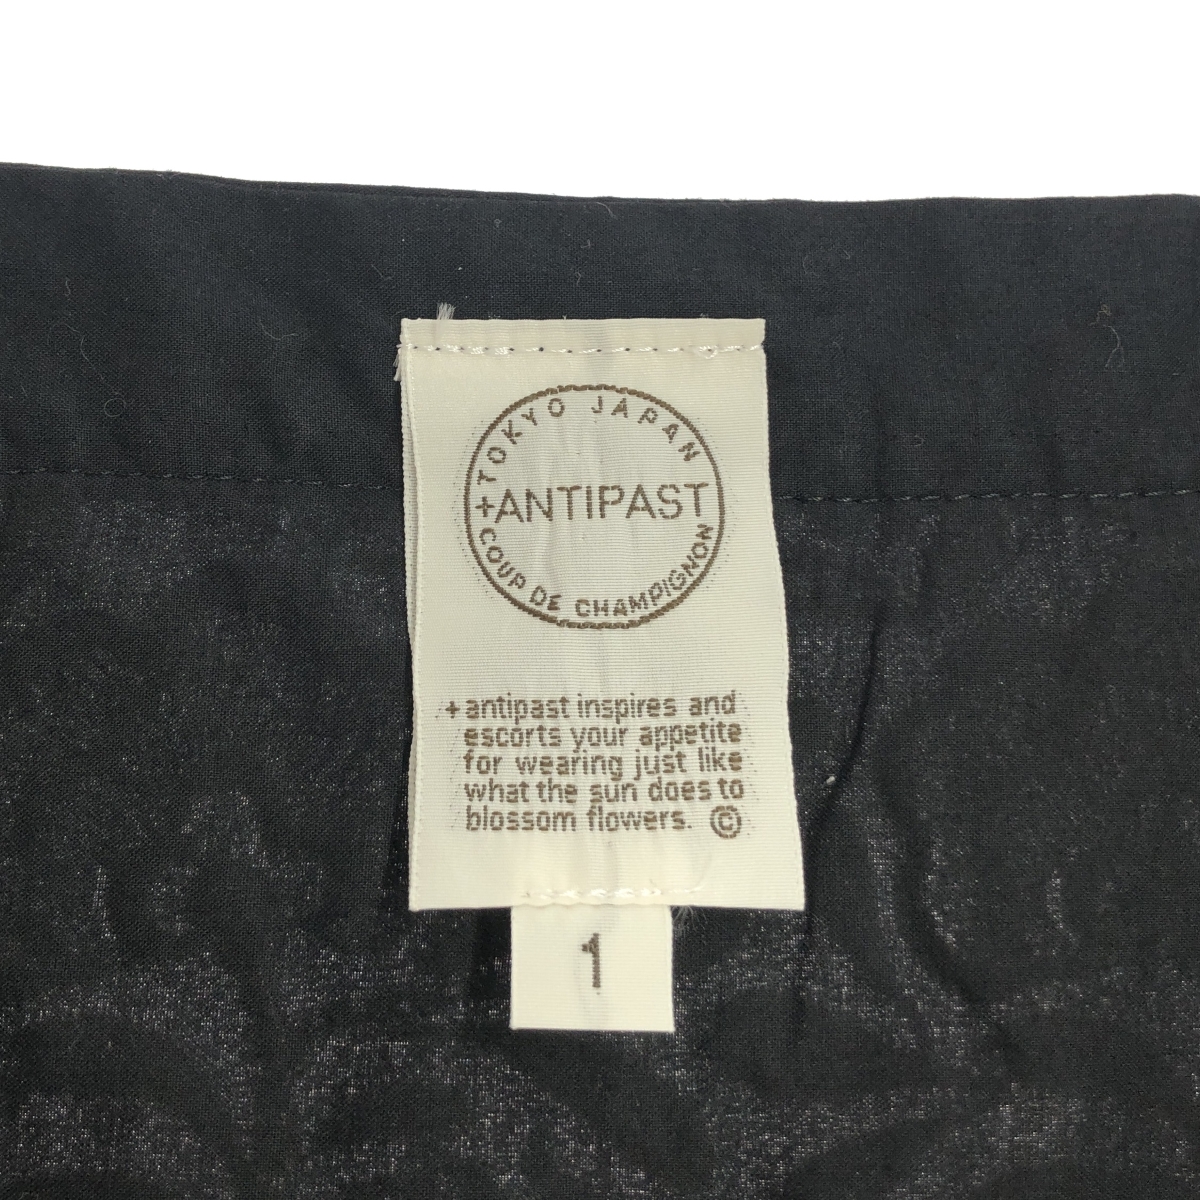 TOKYO JAPAN
+ANTIPAST
COUP DE CHAMPIGNON
+antipast inspires and
escorts your appetite
for wearing just like
what the sun does to
blossom flowers. ©
1